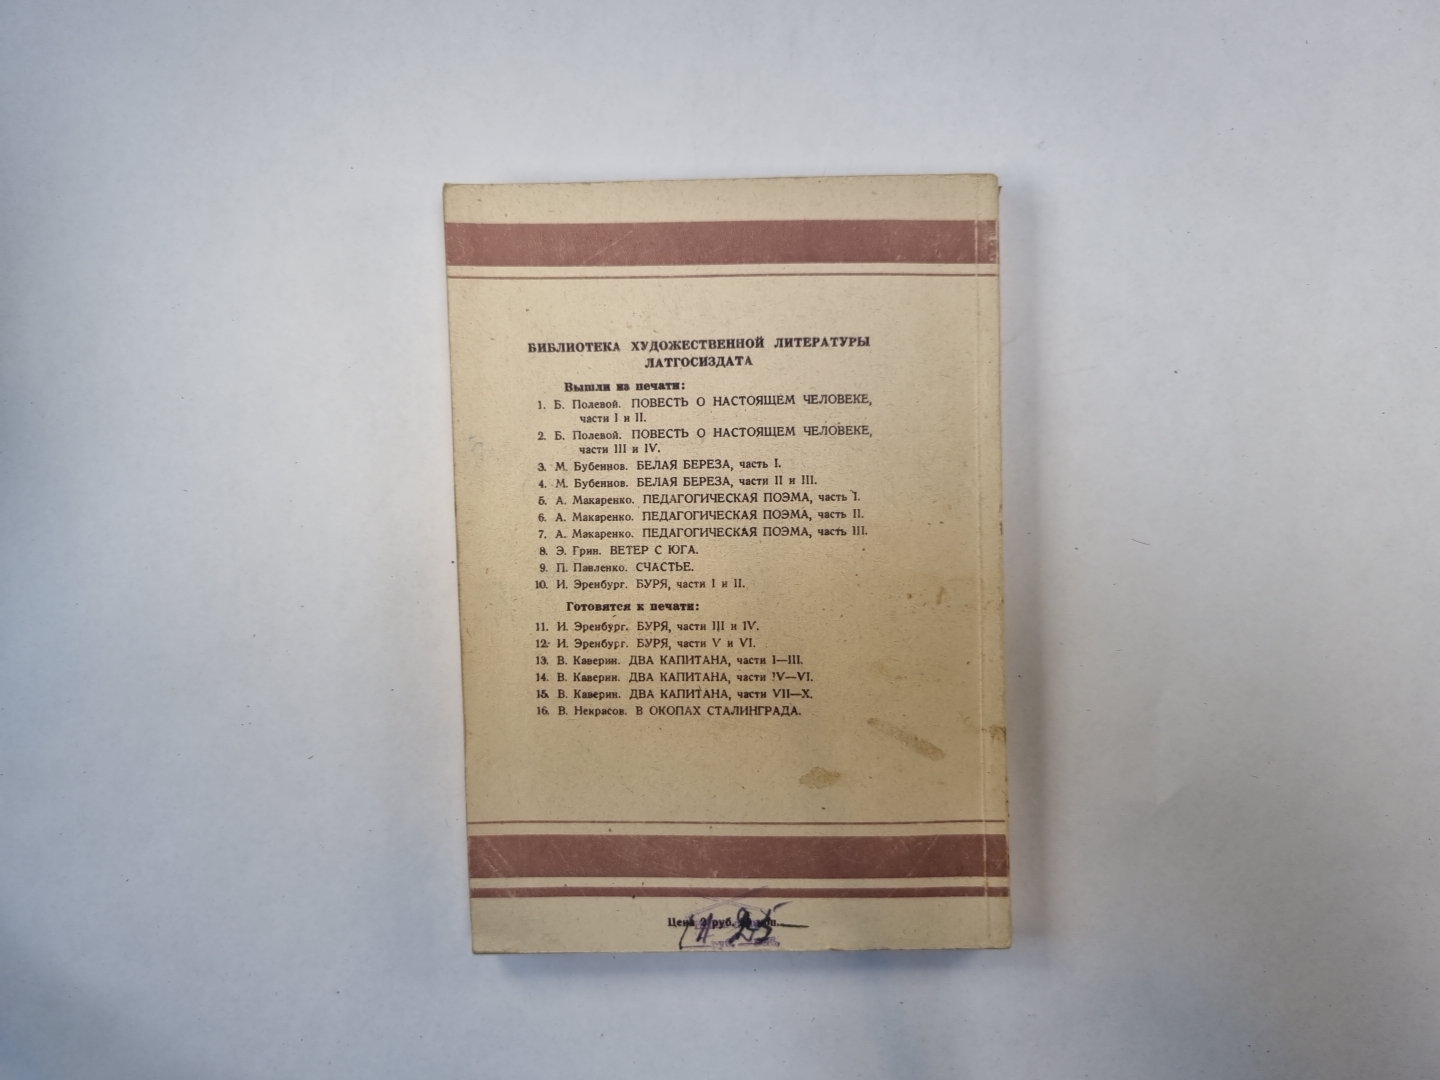 БИБЛИОТЕКА ХУДОЖЕСТВЕННОЙ ЛИТЕРАТУРЫ
ЛАТГОСИЗДАТА
Вышли из печати:
1. Б. Полевой. ПОВЕСТЬ О НАСТОЯЩЕМ ЧЕЛОВЕКЕ,
части I и II.
2. Б. Полевой. ПОВЕСТЬ О НАСТОЯЩЕМ ЧЕЛОВЕКЕ,
части III и IV.
3. М. Бубеннов. БЕЛАЯ БЕРЕЗА, часть I.
4. М. Бубеннов. БЕЛАЯ БЕРЕЗА, части II и III.
5. А. Макаренко. ПЕДАГОГИЧЕСКАЯ ПОЭМА, часть I.
6. А. Макаренко. ПЕДАГОГИЧЕСКАЯ ПОЭМА, часть II.
7. А. Макаренко. ПЕДАГОГИЧЕСКАЯ ПОЭМА, часть III.
8. Э. Грин. ВЕТЕР С ЮГА.
9. П. Павленко. СЧАСТЬЕ.
10. И. Эренбург. БУРЯ, части I и II.
Готовятся к печати:
11. И. Эренбург. БУРЯ, части III и IV.
12. И. Эренбург. БУРЯ, части V и VI.
13. В. Каверин. ДВА КАПИТАНА, части I—III.
14. В. Каверин. ДВА КАПИТАНА, части IV—VI.
15. В. Каверин. ДВА КАПИТАНА, части VII—X.
16. В. Некрасов. В ОКОПАХ СТАЛИНГРАДА.
Цена 2 руб.